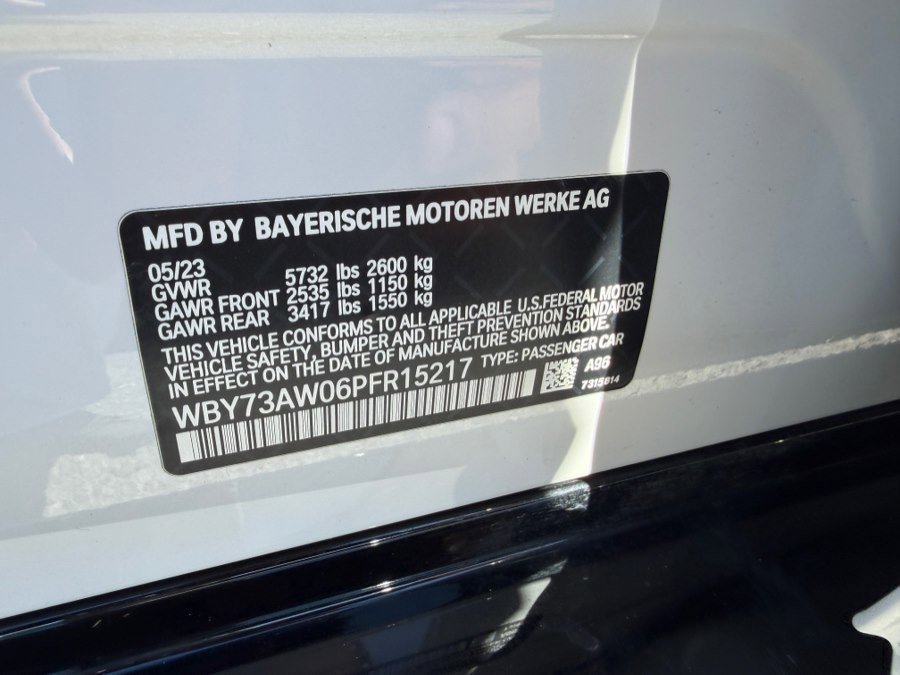 MFD BY BAYERISCHE MOTOREN WERKE AG
05/23
GVWR 5732 lbs 2600 kg
GAWR FRONT 2535 lbs 1150 kg
GAWR REAR 3417 lbs 1550 kg
THIS VEHICLE CONFORMS TO ALL APPLICABLE U.S.FEDERAL MOTOR
VEHICLE SAFETY, BUMPER AND THEFT PREVENTION STANDARDS
IN EFFECT ON THE DATE OF MANUFACTURE SHOWN ABOVE.
WBY73AW06PFR15217 TYPE: PASSENGER CAR
A96
7315814